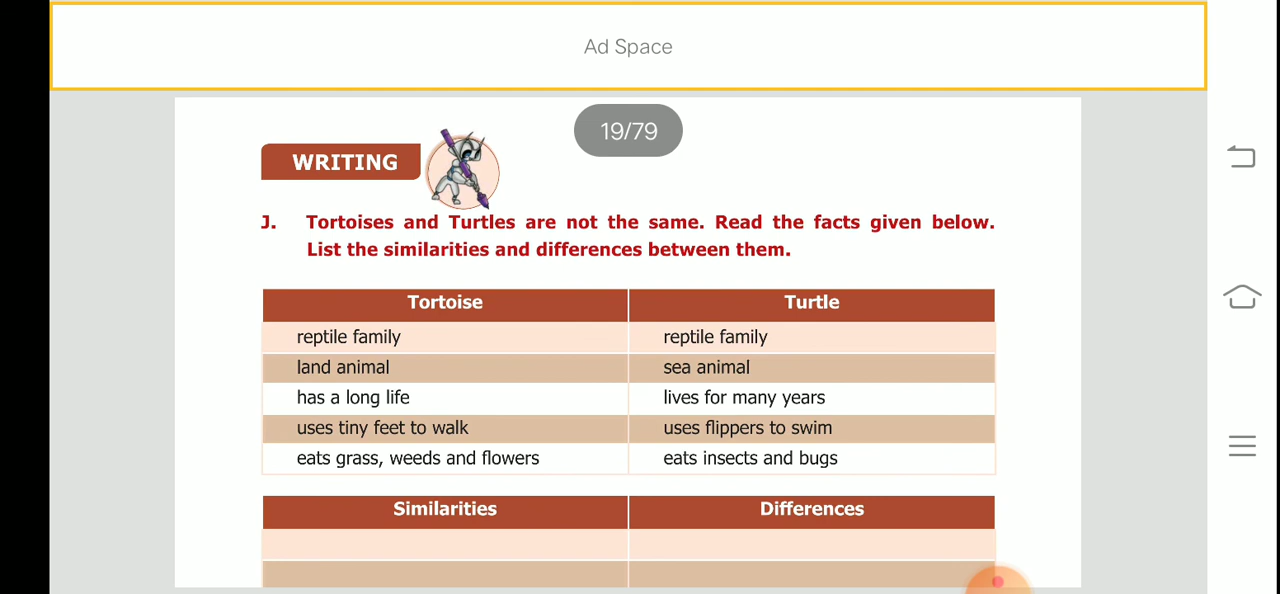 Ad Space
19/79
WRITING
J. Tortoises and Turtles are not the same. Read the facts given below.
List the similarities and differences between them.
Tortoise Turtle
reptile family reptile family
land animal sea animal
has a long life lives for many years
uses tiny feet to walk uses flippers to swim
eats grass, weeds and flowers eats insects and bugs
Similarities Differences